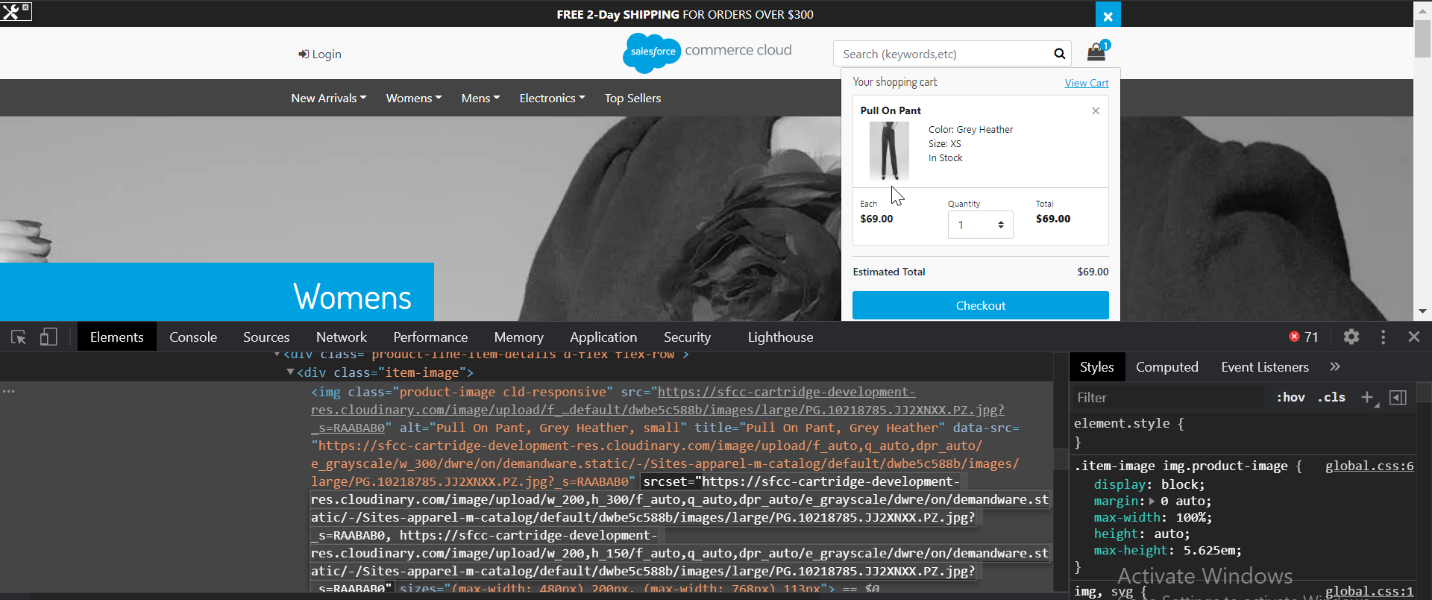 FREE 2-Day SHIPPING FOR ORDERS OVER $300
Login
salesforce commerce cloud
Search (keywords,etc)
1
New Arrivals Womens Mens Electronics Top Sellers
Your shopping cart View Cart
Pull On Pant
Color: Grey Heather
Size: XS
In Stock
Each Quantity Total
$69.00 1 $69.00
Estimated Total $69.00
Checkout
Womens
Elements Console Sources Network Performance Memory Application Security Lighthouse 71
<div class="product-line-item-details d-flex flex-row">
<div class="item-image">
<img class="product-image cld-responsive" src="https://sfcc-cartridge-development-
res.cloudinary.com/image/upload/f_…default/dwbe5c588b/images/large/PG.10218785.JJ2XNXX.PZ.jpg?
_s=RAABAB0" alt="Pull On Pant, Grey Heather, small" title="Pull On Pant, Grey Heather" data-src=
"https://sfcc-cartridge-development-res.cloudinary.com/image/upload/f_auto,q_auto,dpr_auto/
e_grayscale/w_300/dwre/on/demandware.static/-/Sites-apparel-m-catalog/default/dwbe5c588b/images/
large/PG.10218785.JJ2XNXX.PZ.jpg?_s=RAABAB0" srcset="https://sfcc-cartridge-development-
res.cloudinary.com/image/upload/w_200,h_300/f_auto,q_auto,dpr_auto/e_grayscale/dwre/on/demandware.st
atic/-/Sites-apparel-m-catalog/default/dwbe5c588b/images/large/PG.10218785.JJ2XNXX.PZ.jpg?
_s=RAABAB0, https://sfcc-cartridge-development-
res.cloudinary.com/image/upload/w_200,h_150/f_auto,q_auto,dpr_auto/e_grayscale/dwre/on/demandware.st
atic/-/Sites-apparel-m-catalog/default/dwbe5c588b/images/large/PG.10218785.JJ2XNXX.PZ.jpg?
_s=RAABAB0" sizes="(max-width: 480px) 200px, (max-width: 768px) 113px"> == $0
Styles Computed Event Listeners
Filter :hov .cls
element.style {
}
.item-image img.product-image { global.css:6
display: block;
margin: 0 auto;
max-width: 100%;
height: auto;
max-height: 5.625em;
}
Activate Windows
img, svg { global.css:1